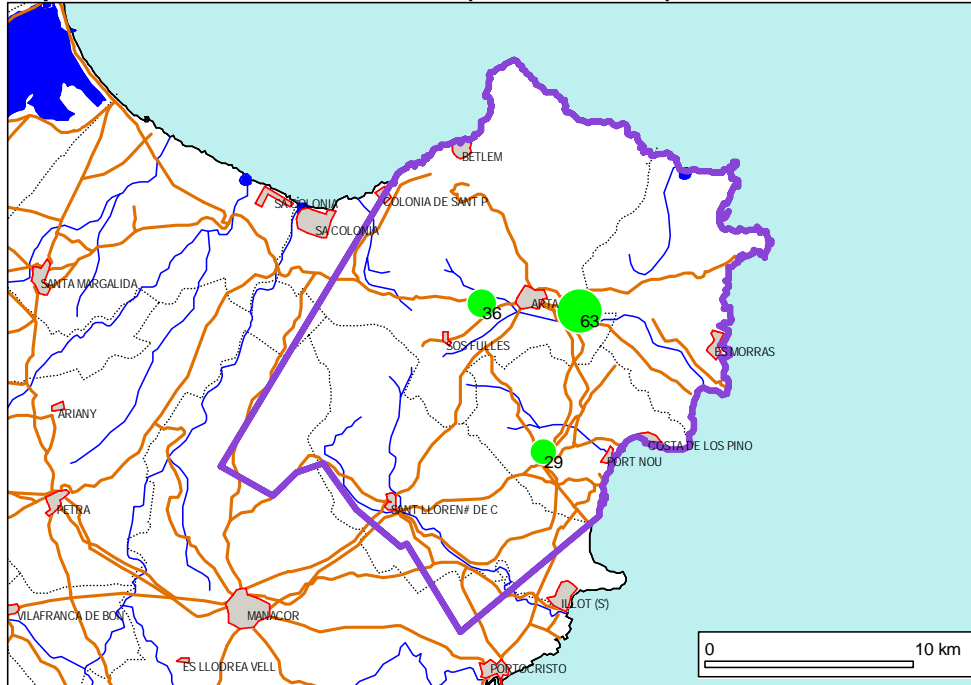 BETLEM
COLONIA DE SANT P
SA COLONIA
SA COLONIA
SANTA MARGALIDA
ARTA
36
63
SOS FULLES
ES MORRAS
ARIANY
COSTA DE LOS PINO
PORT NOU
29
PETRA
SANT LLOREN# DE C
ILLOT (S')
VILAFRANCA DE BON
MANACOR
0 10 km
ES LLODREA VELL
PORTOCRISTO